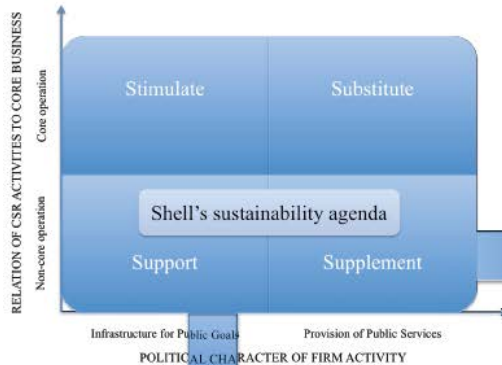 RELATION OF CSR ACTIVITES TO CORE BUSINESS
Core operation
Non-core operation
Stimulate
Substitute
Shell's sustainability agenda
Support
Supplement
Infrastructure for Public Goals
Provision of Public Services
POLITICAL CHARACTER OF FIRM ACTIVITY